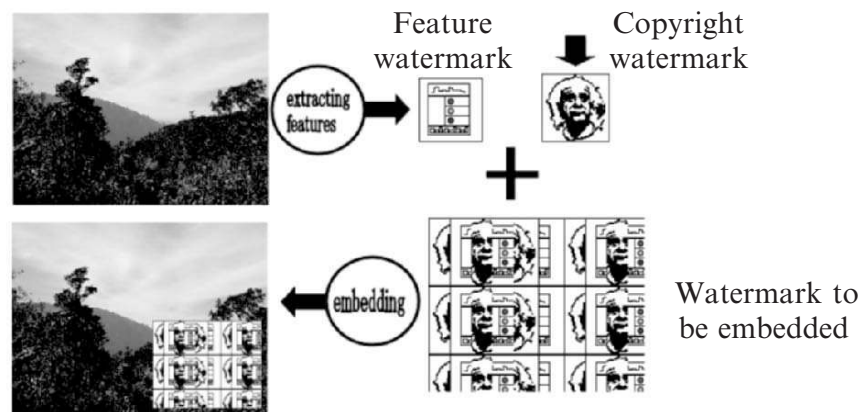 Feature
watermark
Copyright
watermark
extracting
features
embedding
Watermark to
be embedded